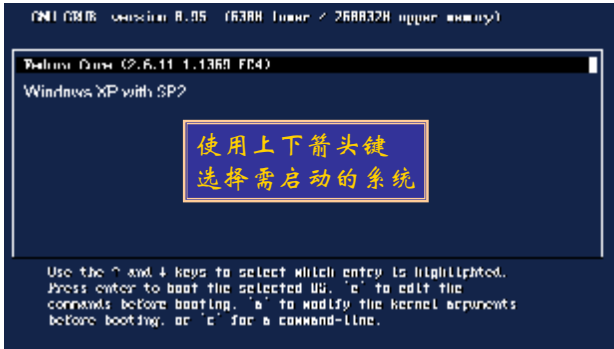 GNU GRUB version 0.95 (638K lower / 260032K upper memory)
Fedora Core (2.6.11-1.1369_FC4)
Windows XP with SP2
使用上下箭头键
选择需启动的系统
Use the ↑ and ↓ keys to select which entry is highlighted.
Press enter to boot the selected OS, 'e' to edit the
commands before booting, 'a' to modify the kernel arguments
before booting, or 'c' for a command-line.